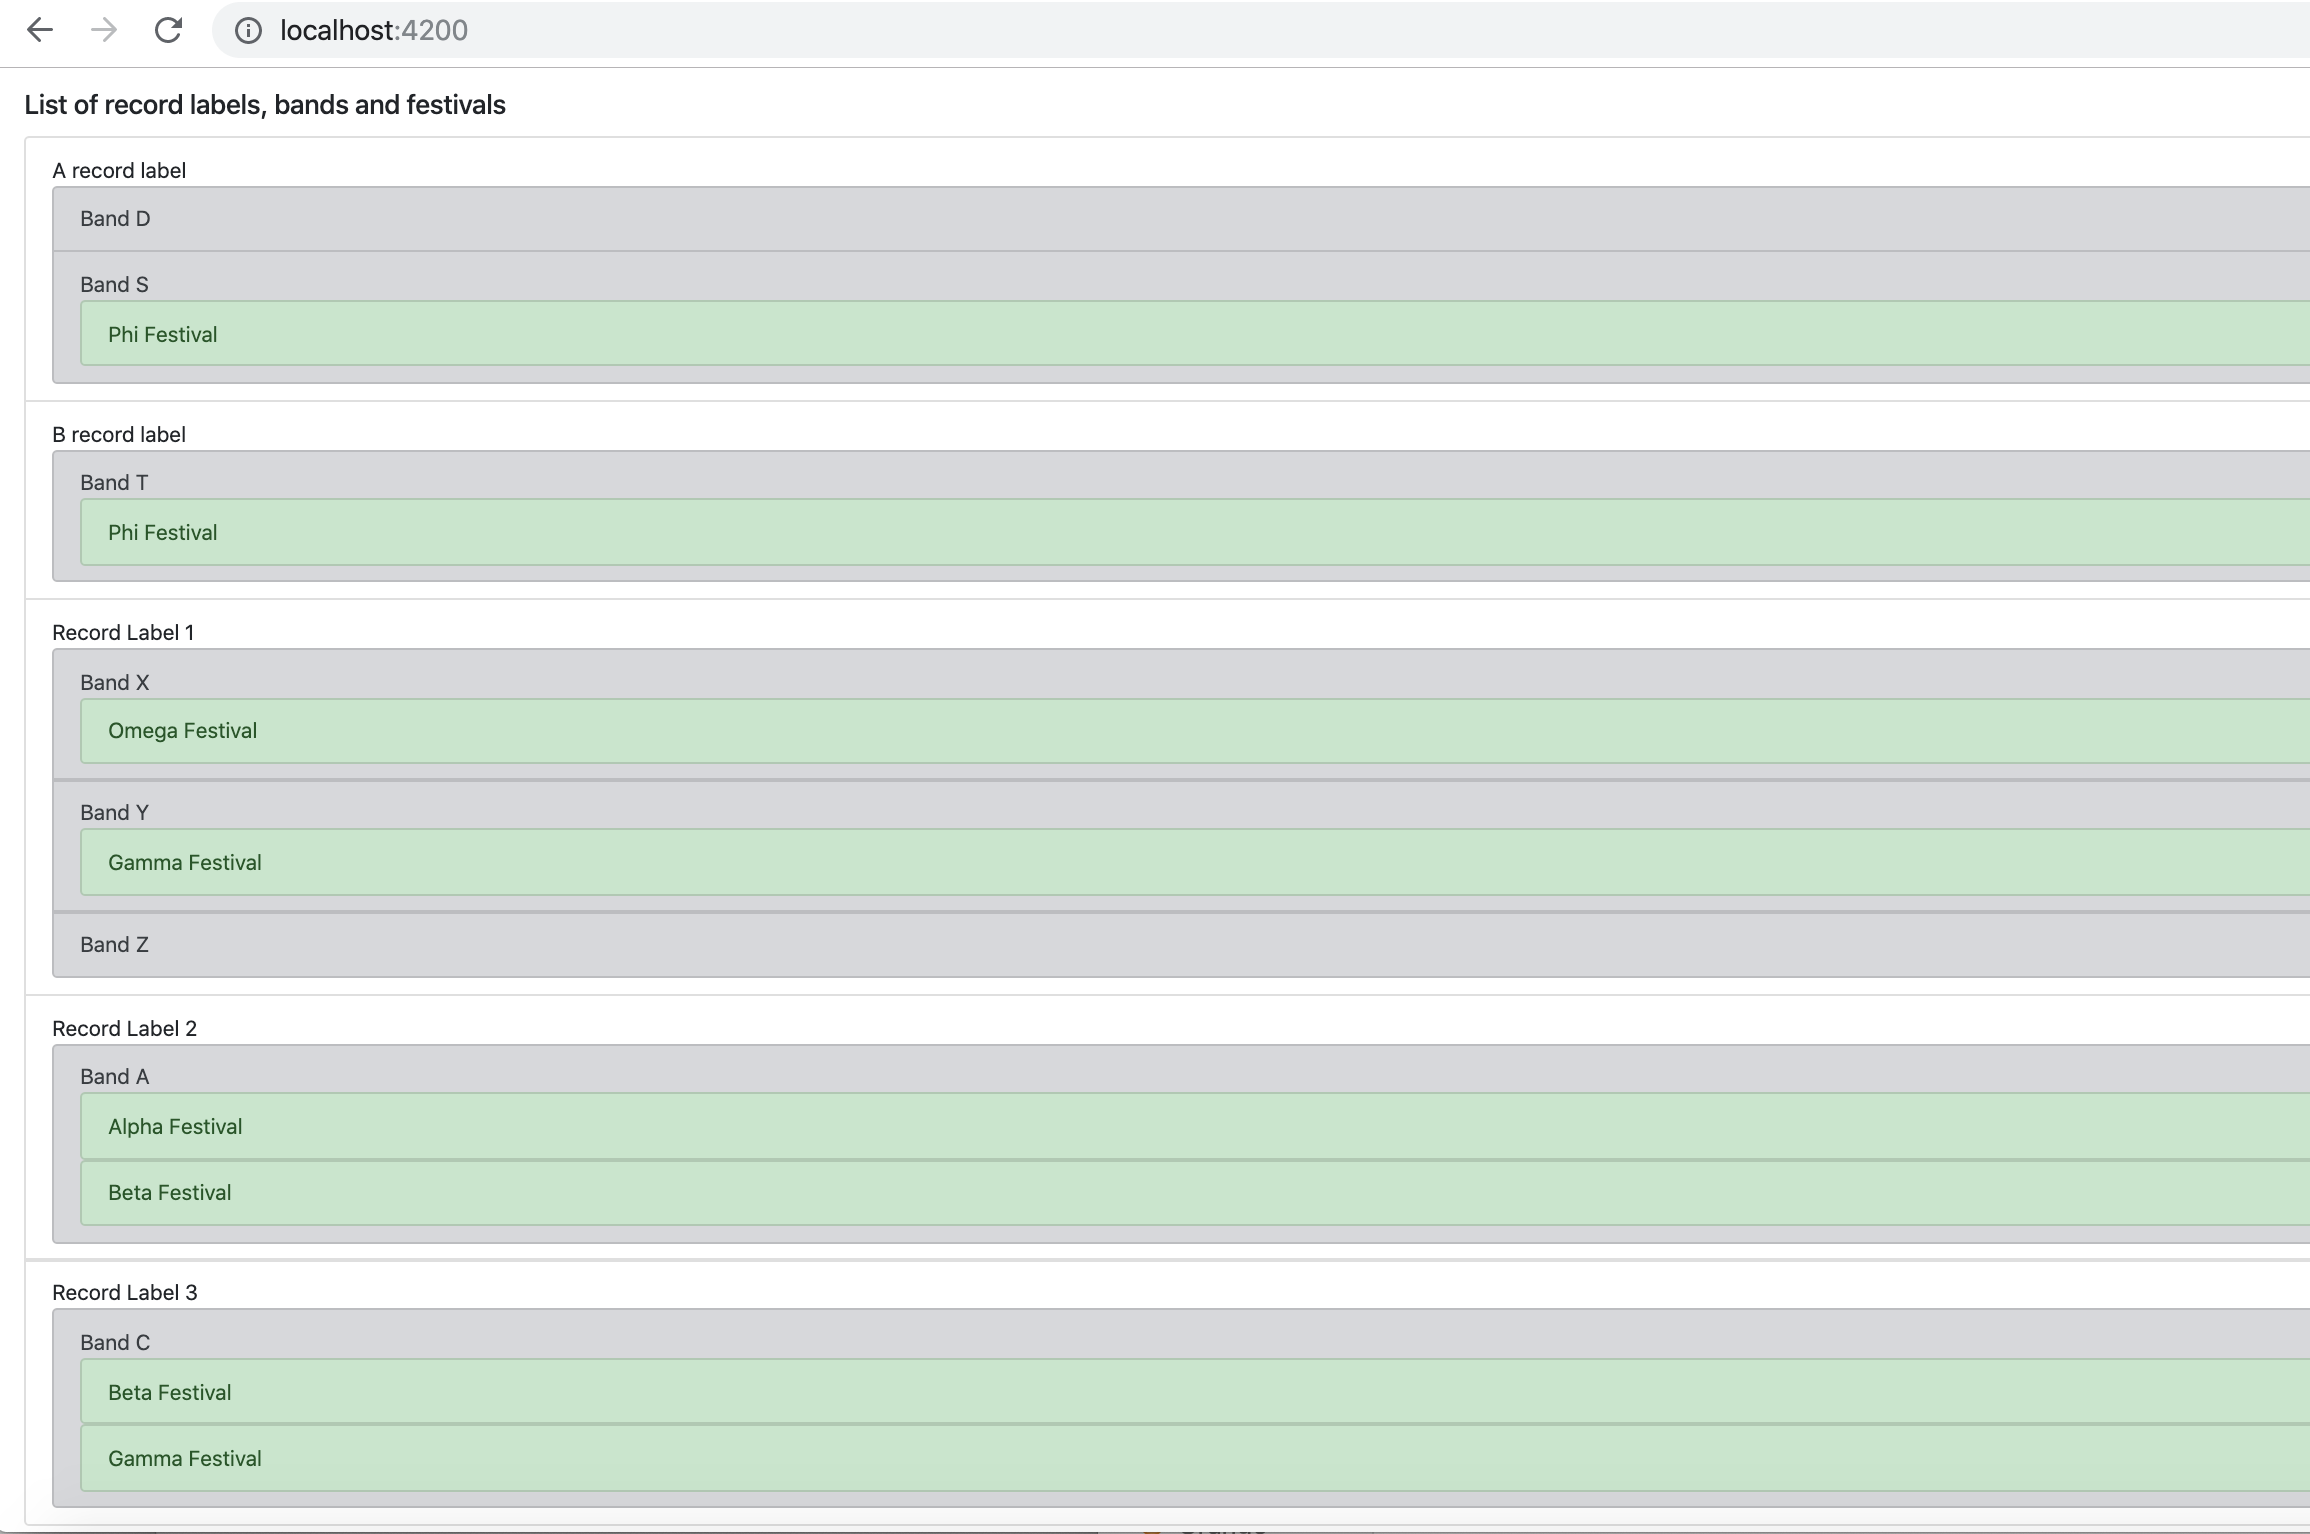 localhost:4200
List of record labels, bands and festivals
A record label
Band D
Band S
Phi Festival
B record label
Band T
Phi Festival
Record Label 1
Band X
Omega Festival
Band Y
Gamma Festival
Band Z
Record Label 2
Band A
Alpha Festival
Beta Festival
Record Label 3
Band C
Beta Festival
Gamma Festival